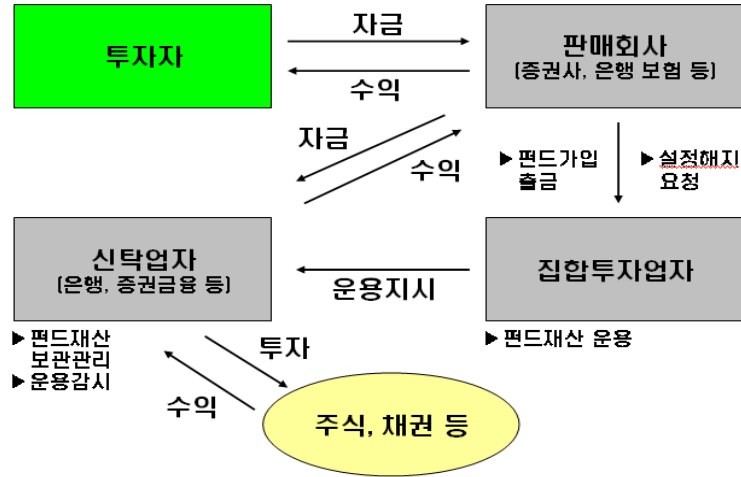 투자자
자금
수익
판매회사
(증권사, 은행 보험 등)
자금
수익
▶ 펀드가입
출금
▶ 설정해지
요청
신탁업자
(은행, 증권금융 등)
운용지시
집합투자업자
▶ 펀드재산
보관관리
▶ 운용감시
▶ 펀드재산 운용
투자
수익
주식, 채권 등